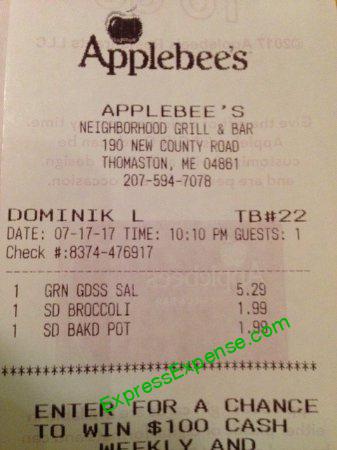 Applebee's
APPLEBEE'S
NEIGHBORHOOD GRILL & BAR
190 NEW COUNTY ROAD
THOMASTON, ME 04861
207-594-7078
DOMINIK L TB#22
DATE: 07-17-17 TIME: 10:10 PM GUESTS: 1
Check #:8374-476917
1 GRN GDSS SAL 5.29
1 SD BROCCOLI 1.99
1 SD BAKD POT 1.99
ExpressExpense.com
*****************************************
ENTER FOR A CHANCE
TO WIN $100 CASH
WEEKLY AND